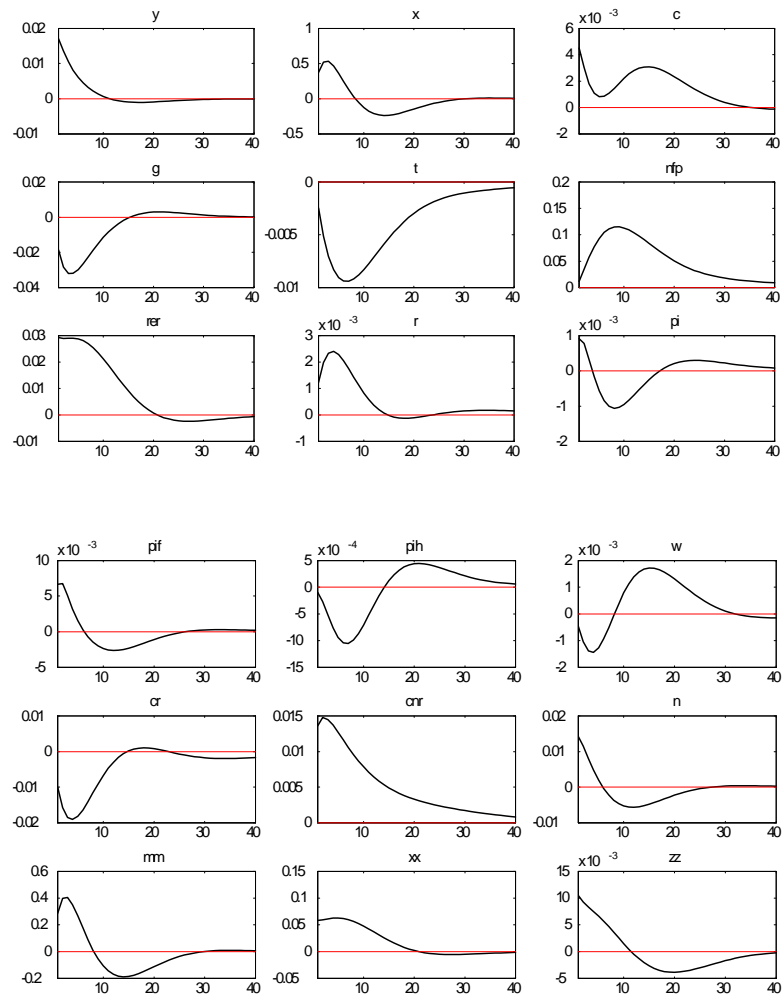 y
0.02
0.01
0
-0.01
10 20 30 40
x
1
0.5
0
-0.5
10 20 30 40
x 10 -3
c
6
4
2
0
-2
10 20 30 40
g
0.02
0
-0.02
-0.04
10 20 30 40
t
0
-0.005
-0.01
10 20 30 40
nfp
0.2
0.15
0.1
0.05
0
10 20 30 40
rer
0.03
0.02
0.01
0
-0.01
10 20 30 40
x 10 -3
r
3
2
1
0
-1
10 20 30 40
x 10 -3
pi
1
0
-1
-2
10 20 30 40
x 10 -3
pif
10
5
0
-5
10 20 30 40
x 10 -4
pih
5
0
-5
-10
-15
10 20 30 40
x 10 -3
w
2
1
0
-1
-2
10 20 30 40
cr
0.01
0
-0.01
-0.02
10 20 30 40
cnr
0.015
0.01
0.005
0
10 20 30 40
n
0.02
0.01
0
-0.01
10 20 30 40
mm
0.6
0.4
0.2
0
-0.2
10 20 30 40
xx
0.15
0.1
0.05
0
-0.05
10 20 30 40
x 10 -3
zz
15
10
5
0
-5
10 20 30 40